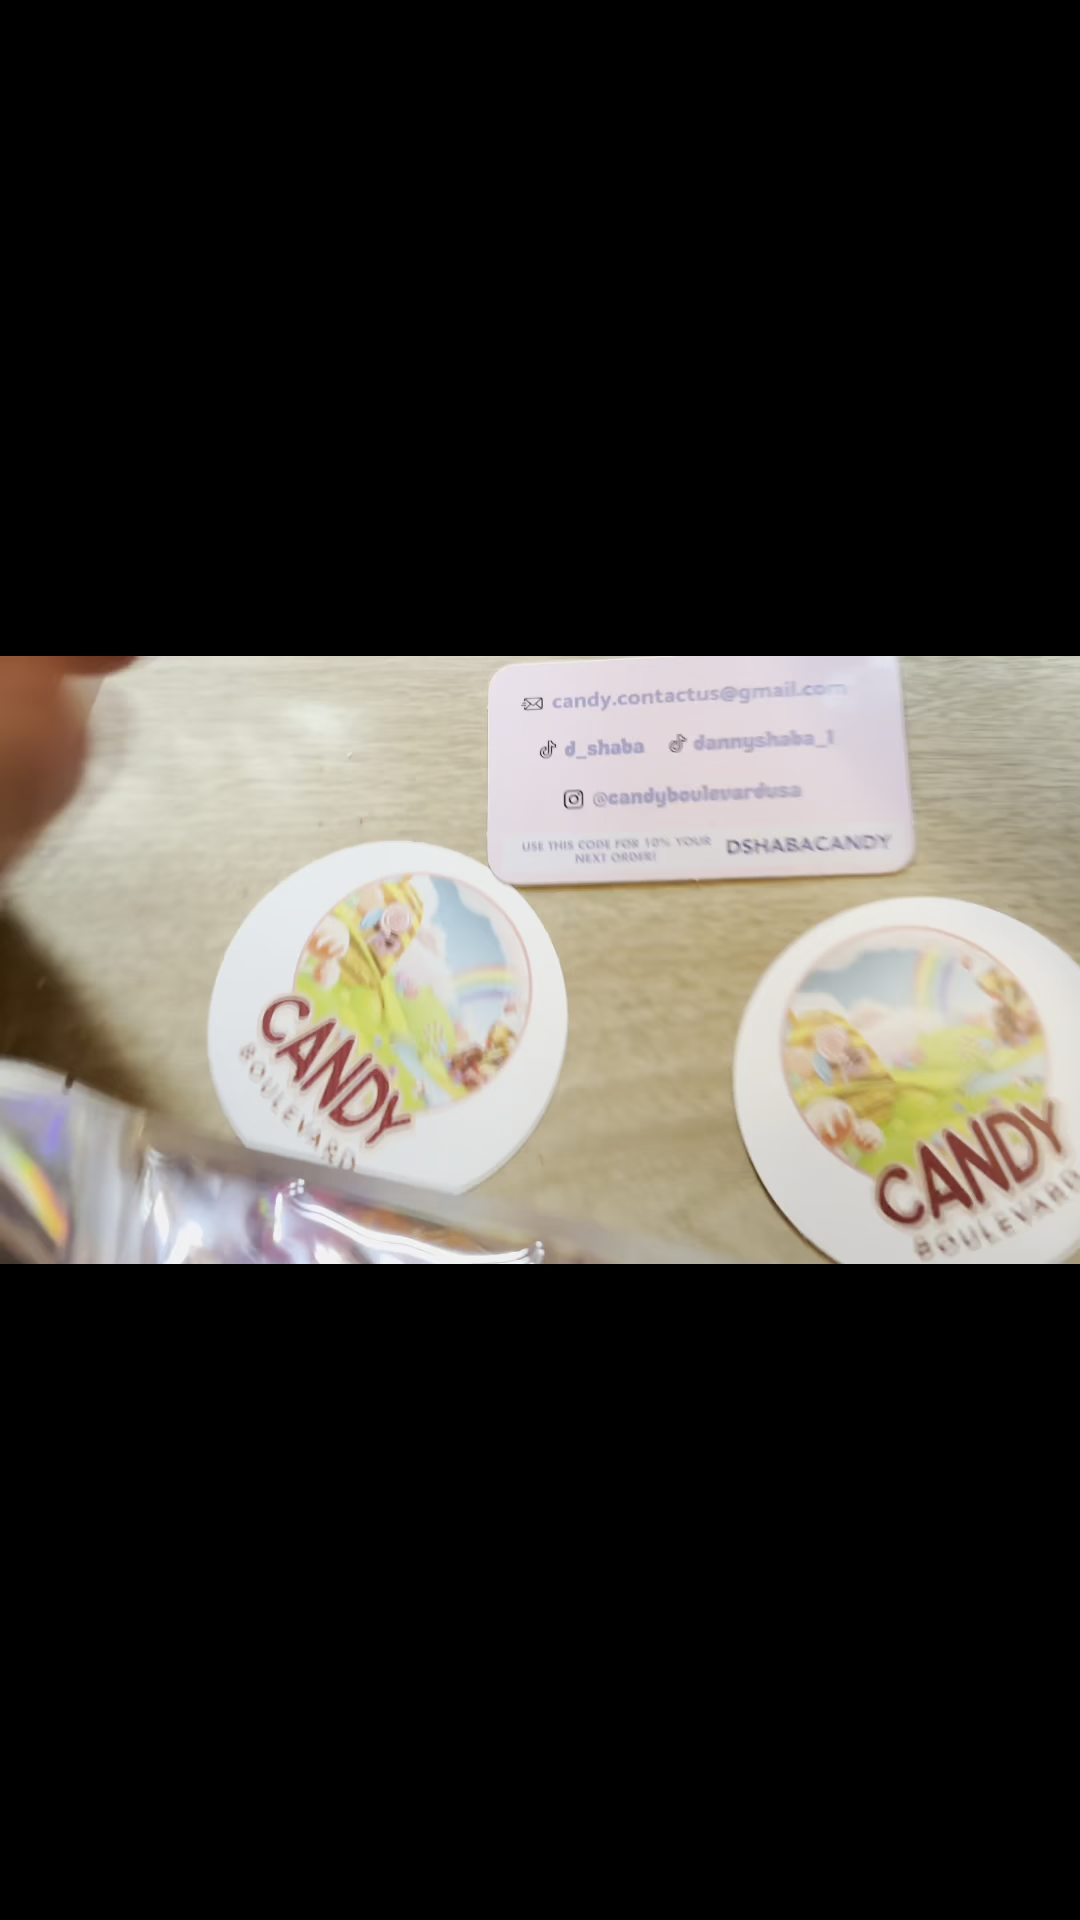 candy.contactus@gmail.com
d_shaba dannyshaba_1
@candyboulevardusa
USE THIS CODE FOR 10% YOUR
NEXT ORDER!
DSHABACANDY
CANDY
BOULEVARD
CANDY
BOULEVARD